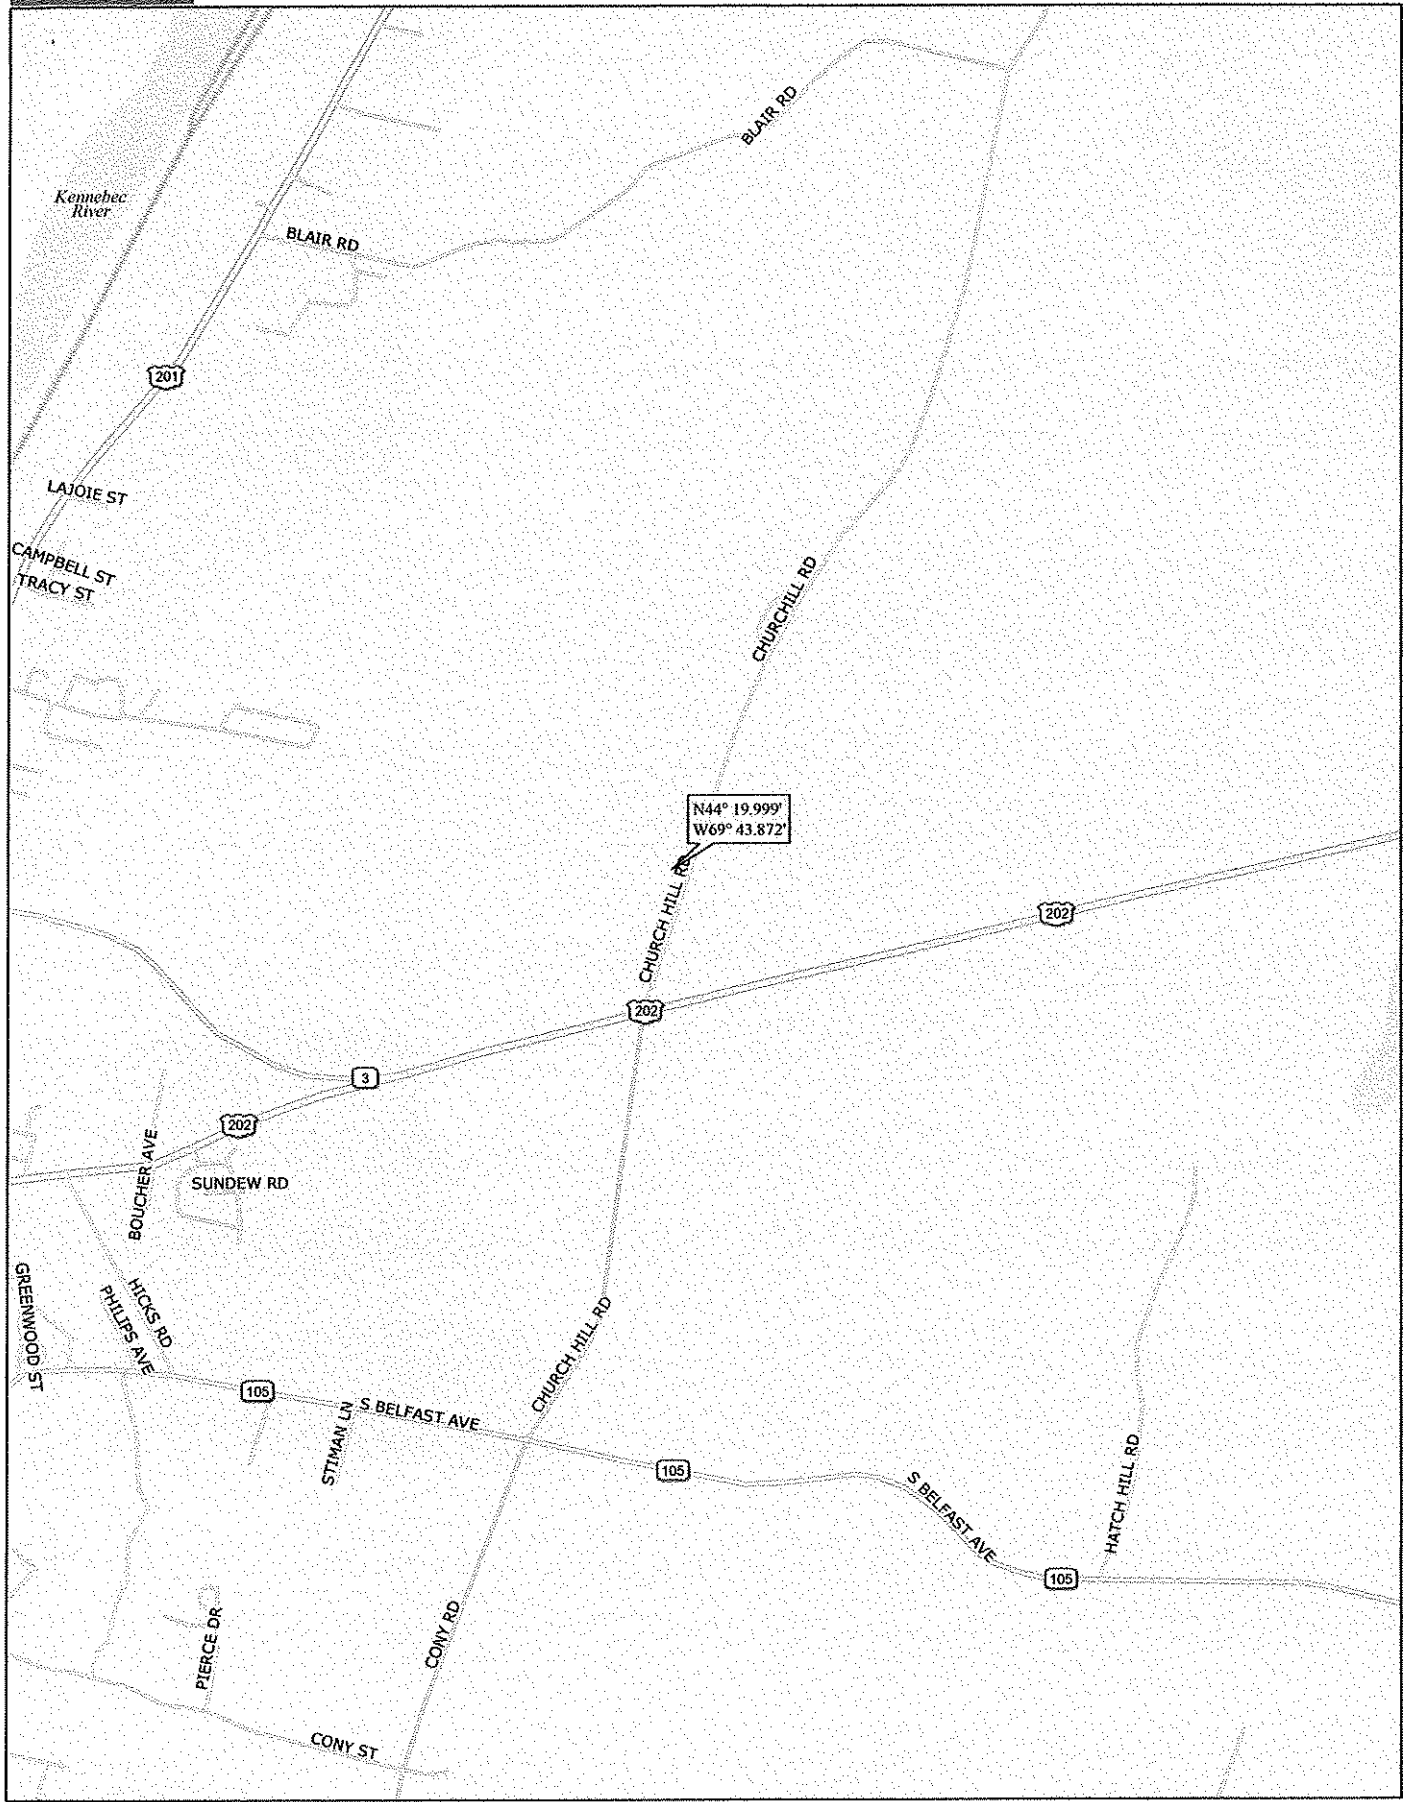 BLAIR RD
Kennebec
River
BLAIR RD
201
LAJOIE ST
CAMPBELL ST
TRACY ST
CHURCHILL RD
N44° 19.999'
W69° 43.872'
CHURCH HILL RD
202
202
3
202
BOUCHER AVE
SUNDEW RD
GREENWOOD ST
HICKS RD
PHILIPS AVE
CHURCH HILL RD
105
S BELFAST AVE
STIMAN LN
105
S BELFAST AVE
HATCH HILL RD
105
PIERCE DR
CONY RD
CONY ST